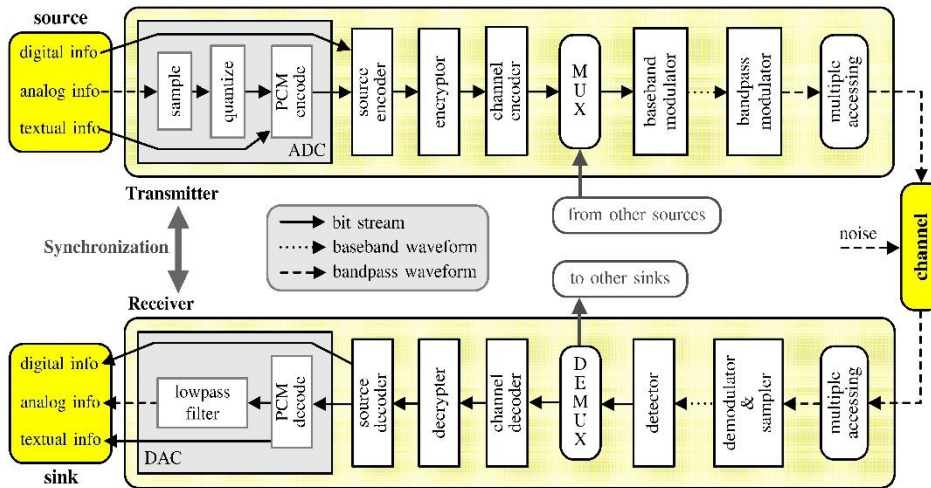 source
digital info
analog info
textual info
sample
quantize
PCM
encode
ADC
source
encoder
encryptor
channel
encoder
MUX
baseband
modulator
bandpass
modulator
multiple
accessing
Transmitter
Synchronization
Receiver
bit stream
baseband waveform
bandpass waveform
from other sources
to other sinks
noise
channel
digital info
analog info
textual info
sink
lowpass
filter
PCM
decode
DAC
source
decoder
decrypter
channel
decoder
DEMUX
detector
demodulator
&
sampler
multiple
accessing